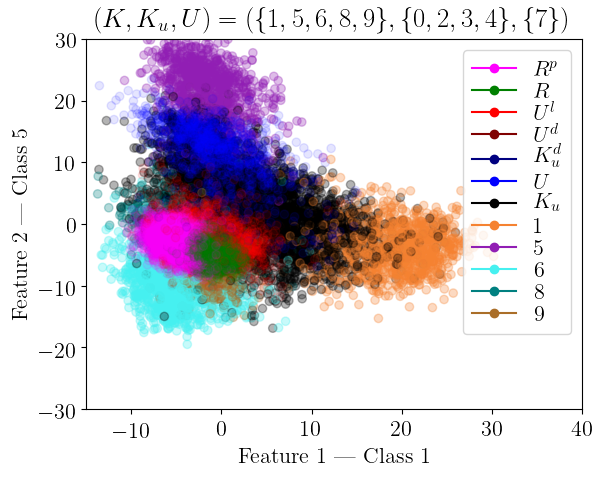 (K, K_u, U) = ({1, 5, 6, 8, 9}, {0, 2, 3, 4}, {7})
30
20
10
0
−10
−20
−30
Feature 2 — Class 5
R^p
R
U^l
U^d
K_u^d
U
K_u
1
5
6
8
9
−10 0 10 20 30 40
Feature 1 — Class 1